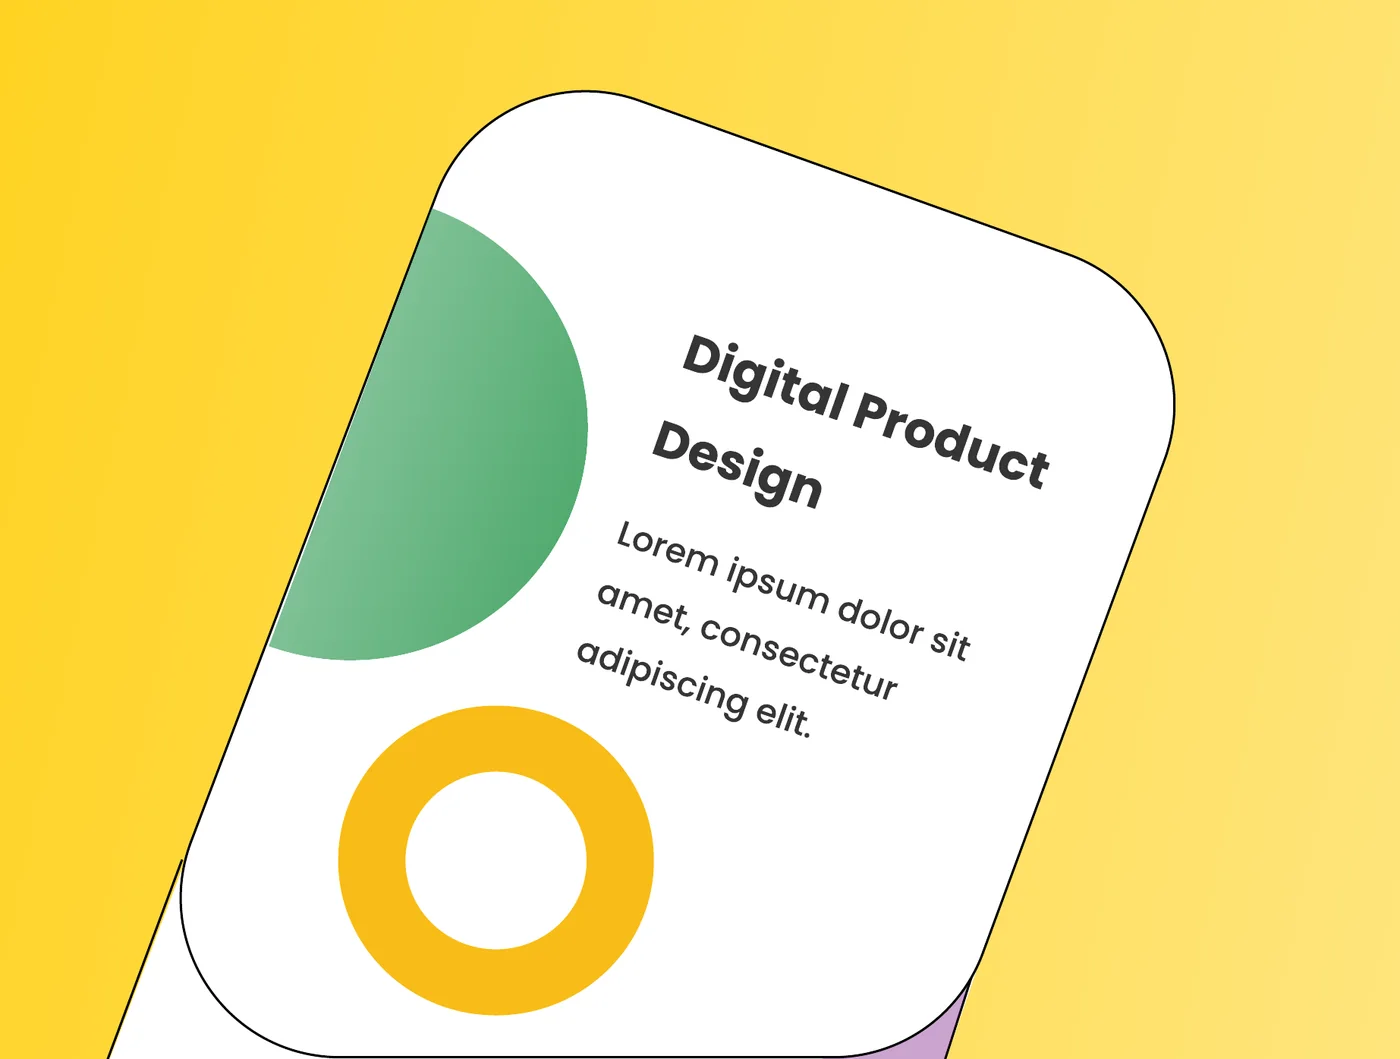 Digital Product
Design
Lorem ipsum dolor sit
amet, consectetur
adipiscing elit.